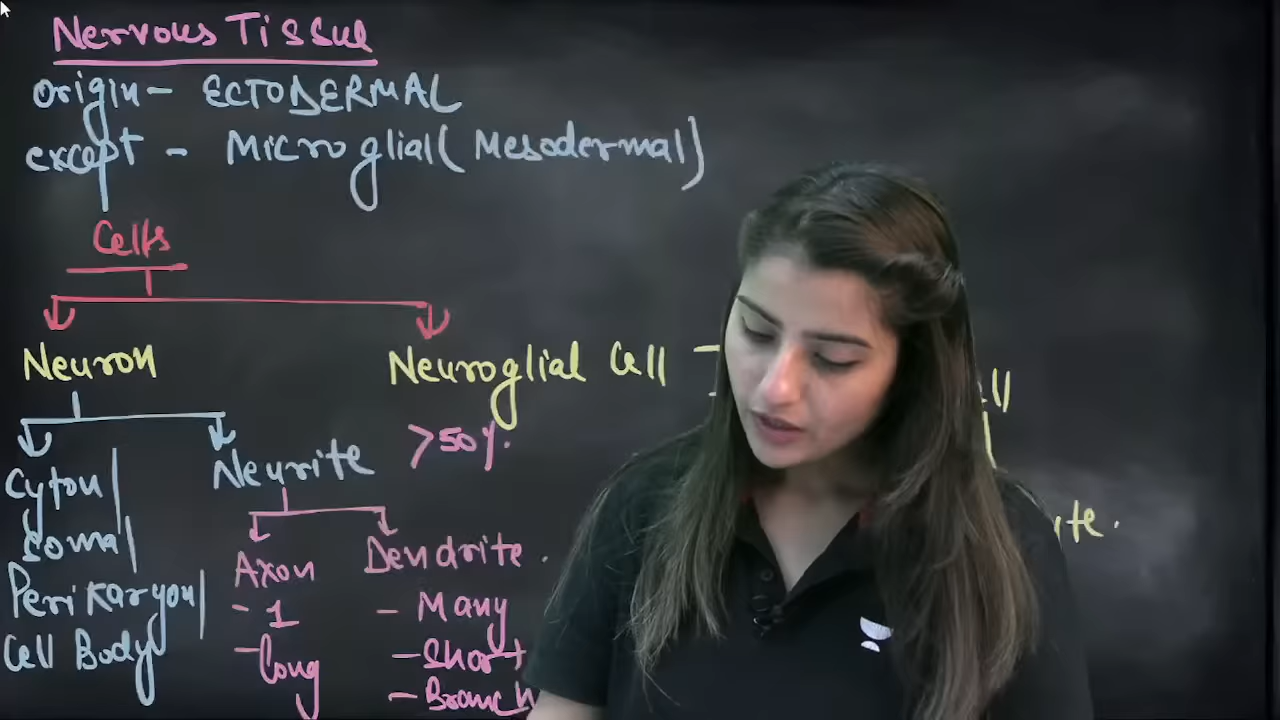 Nervous Tissue
origin - ECTODERMAL
except - Microglial (Mesodermal)
Cells
Neuron
Neuroglial Cell -
>50%.
Cyton |
Neurite
Soma |
Perikaryon |
Cell Body
Axon
- 1
- long
Dendrite.
- Many
- Short
- Branch